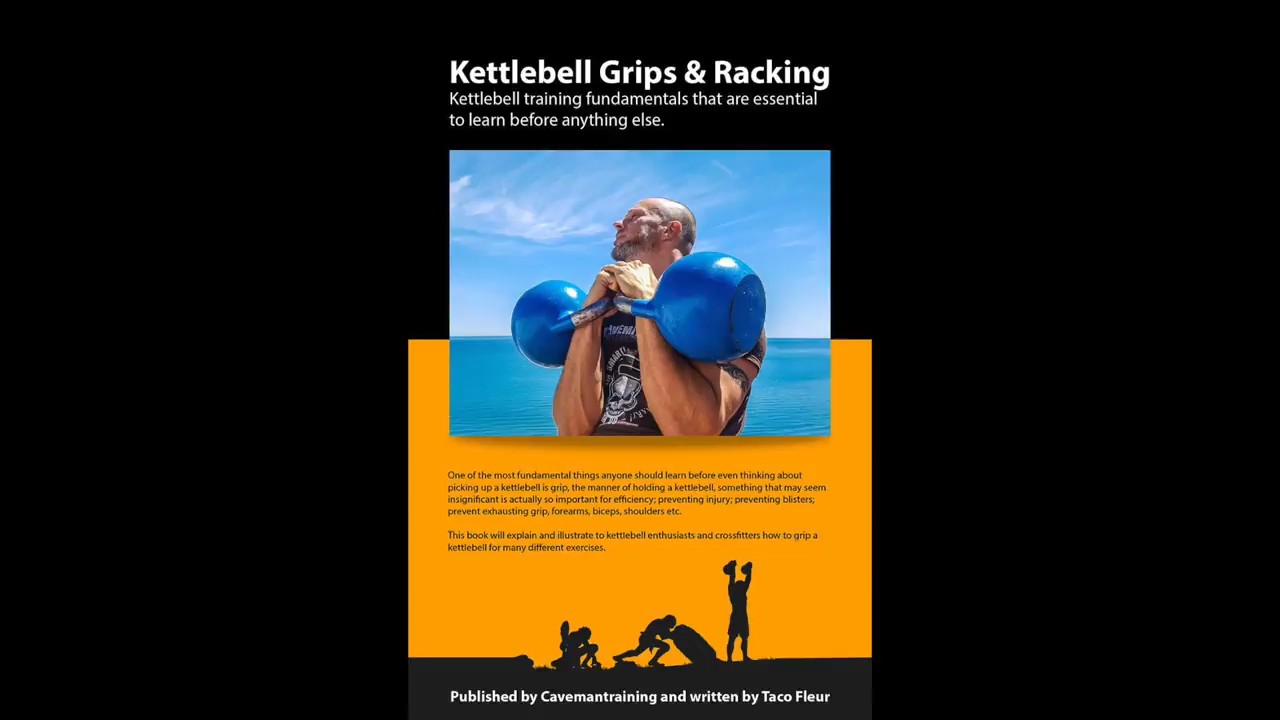 Kettlebell Grips & Racking
Kettlebell training fundamentals that are essential
to learn before anything else.
One of the most fundamental things anyone should learn before even thinking about
picking up a kettlebell is grip, the manner of holding a kettlebell, something that may seem
insignificant is actually so important for efficiency; preventing injury; preventing blisters;
prevent exhausting grip, forearms, biceps, shoulders etc.
This book will explain and illustrate to kettlebell enthusiasts and crossfitters how to grip a
kettlebell for many different exercises.
Published by Cavemantraining and written by Taco Fleur